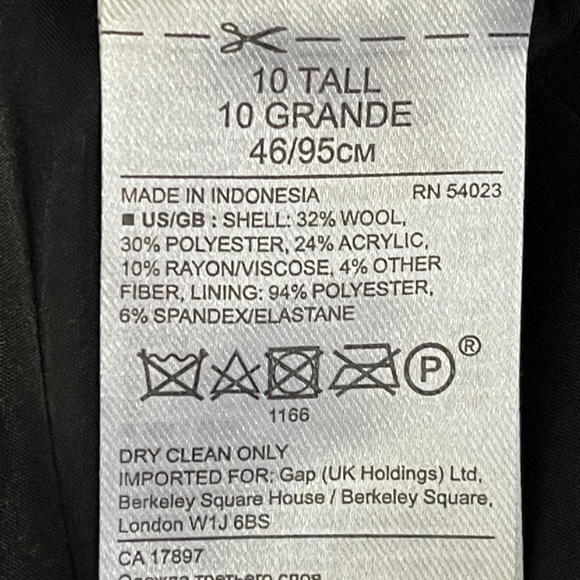 10 TALL
10 GRANDE
46/95CM
MADE IN INDONESIA RN 54023
■ US/GB : SHELL: 32% WOOL,
30% POLYESTER, 24% ACRYLIC,
10% RAYON/VISCOSE, 4% OTHER
FIBER, LINING: 94% POLYESTER,
6% SPANDEX/ELASTANE
P ®
1166
DRY CLEAN ONLY
IMPORTED FOR: Gap (UK Holdings) Ltd,
Berkeley Square House / Berkeley Square,
London W1J 6BS
CA 17897